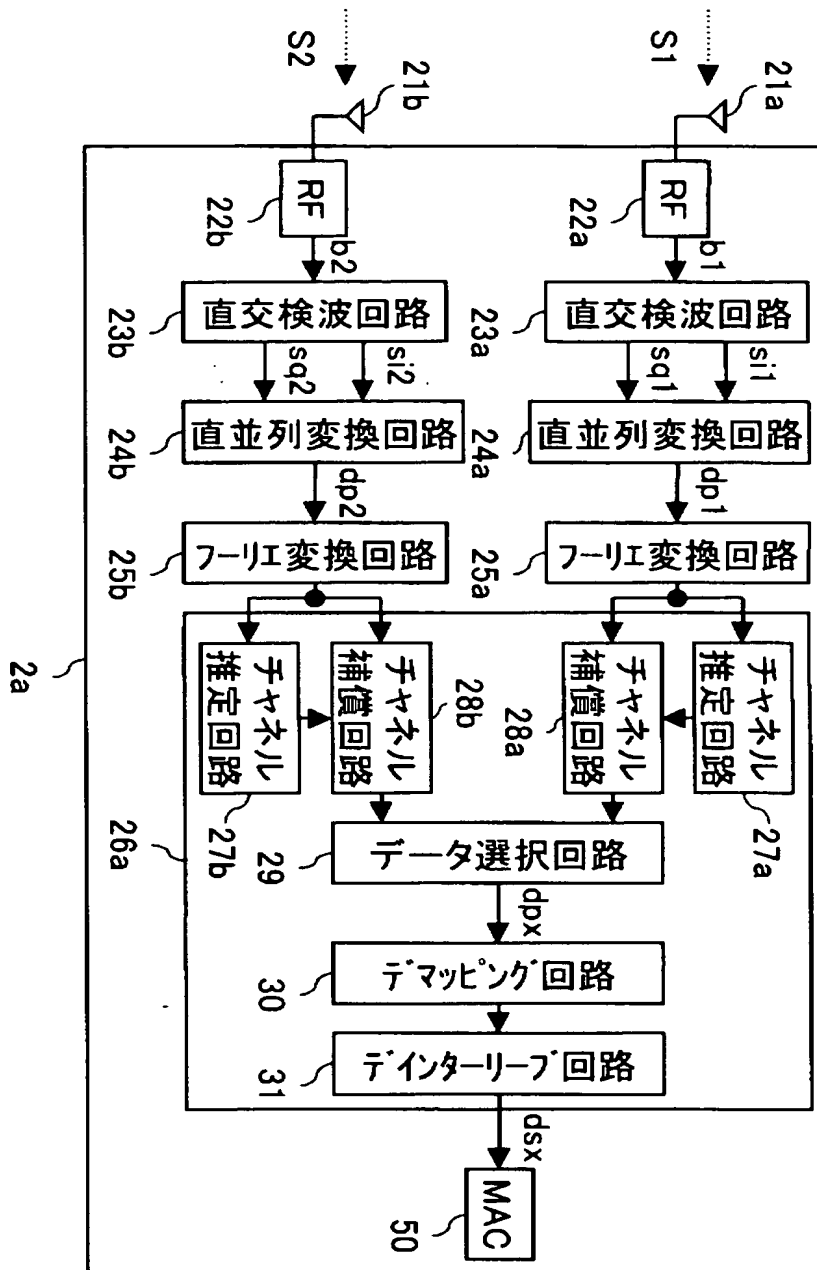 S1
21a
RF
22a
b1
直交検波回路
23a
si1
sq1
直並列変換回路
24a
dp1
フーリエ変換回路
25a
チャネル
推定回路
27a
チャネル
補償回路
28a
S2
21b
RF
22b
b2
直交検波回路
23b
si2
sq2
直並列変換回路
24b
dp2
フーリエ変換回路
25b
チャネル
補償回路
28b
チャネル
推定回路
27b
データ選択回路
29
dpx
デマッピング回路
30
デインターリーブ回路
31
dsx
MAC
50
26a
2a